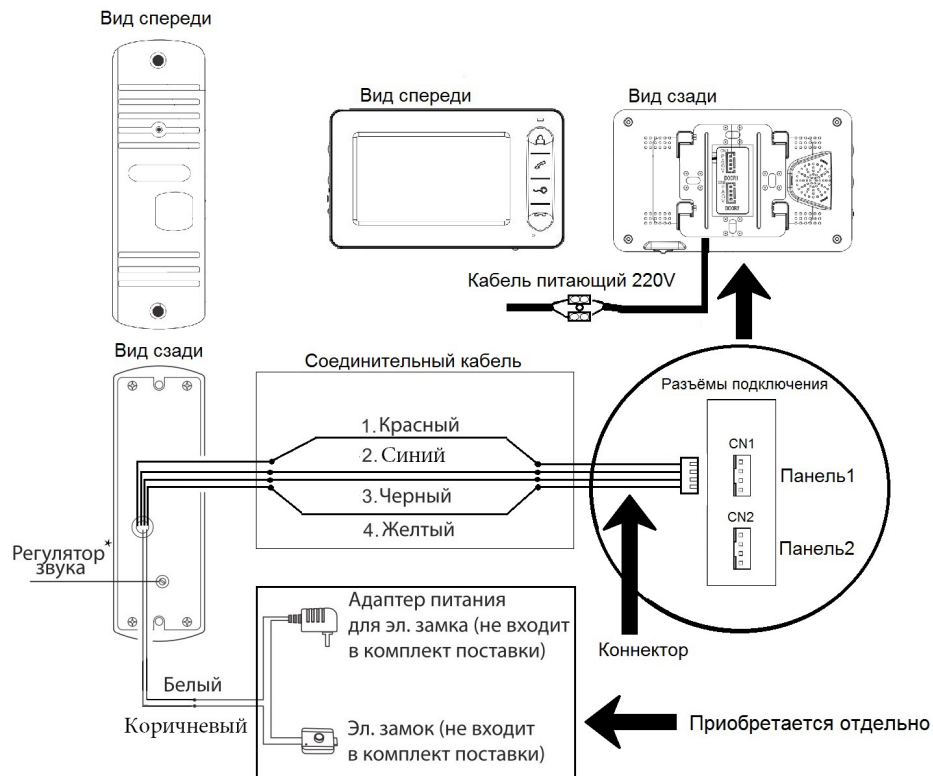 Вид спереди
Вид спереди
Вид сзади
DOOR1
DOOR2
Кабель питающий 220V
Вид сзади
Соединительный кабель
1. Красный
2. Синий
3. Черный
4. Желтый
Разъёмы подключения
CN1
Панель1
CN2
Панель2
Регулятор*
звука
Коннектор
Адаптер питания
для эл. замка (не входит
в комплект поставки)
Белый
Коричневый
Эл. замок (не входит
в комплект поставки)
Приобретается отдельно